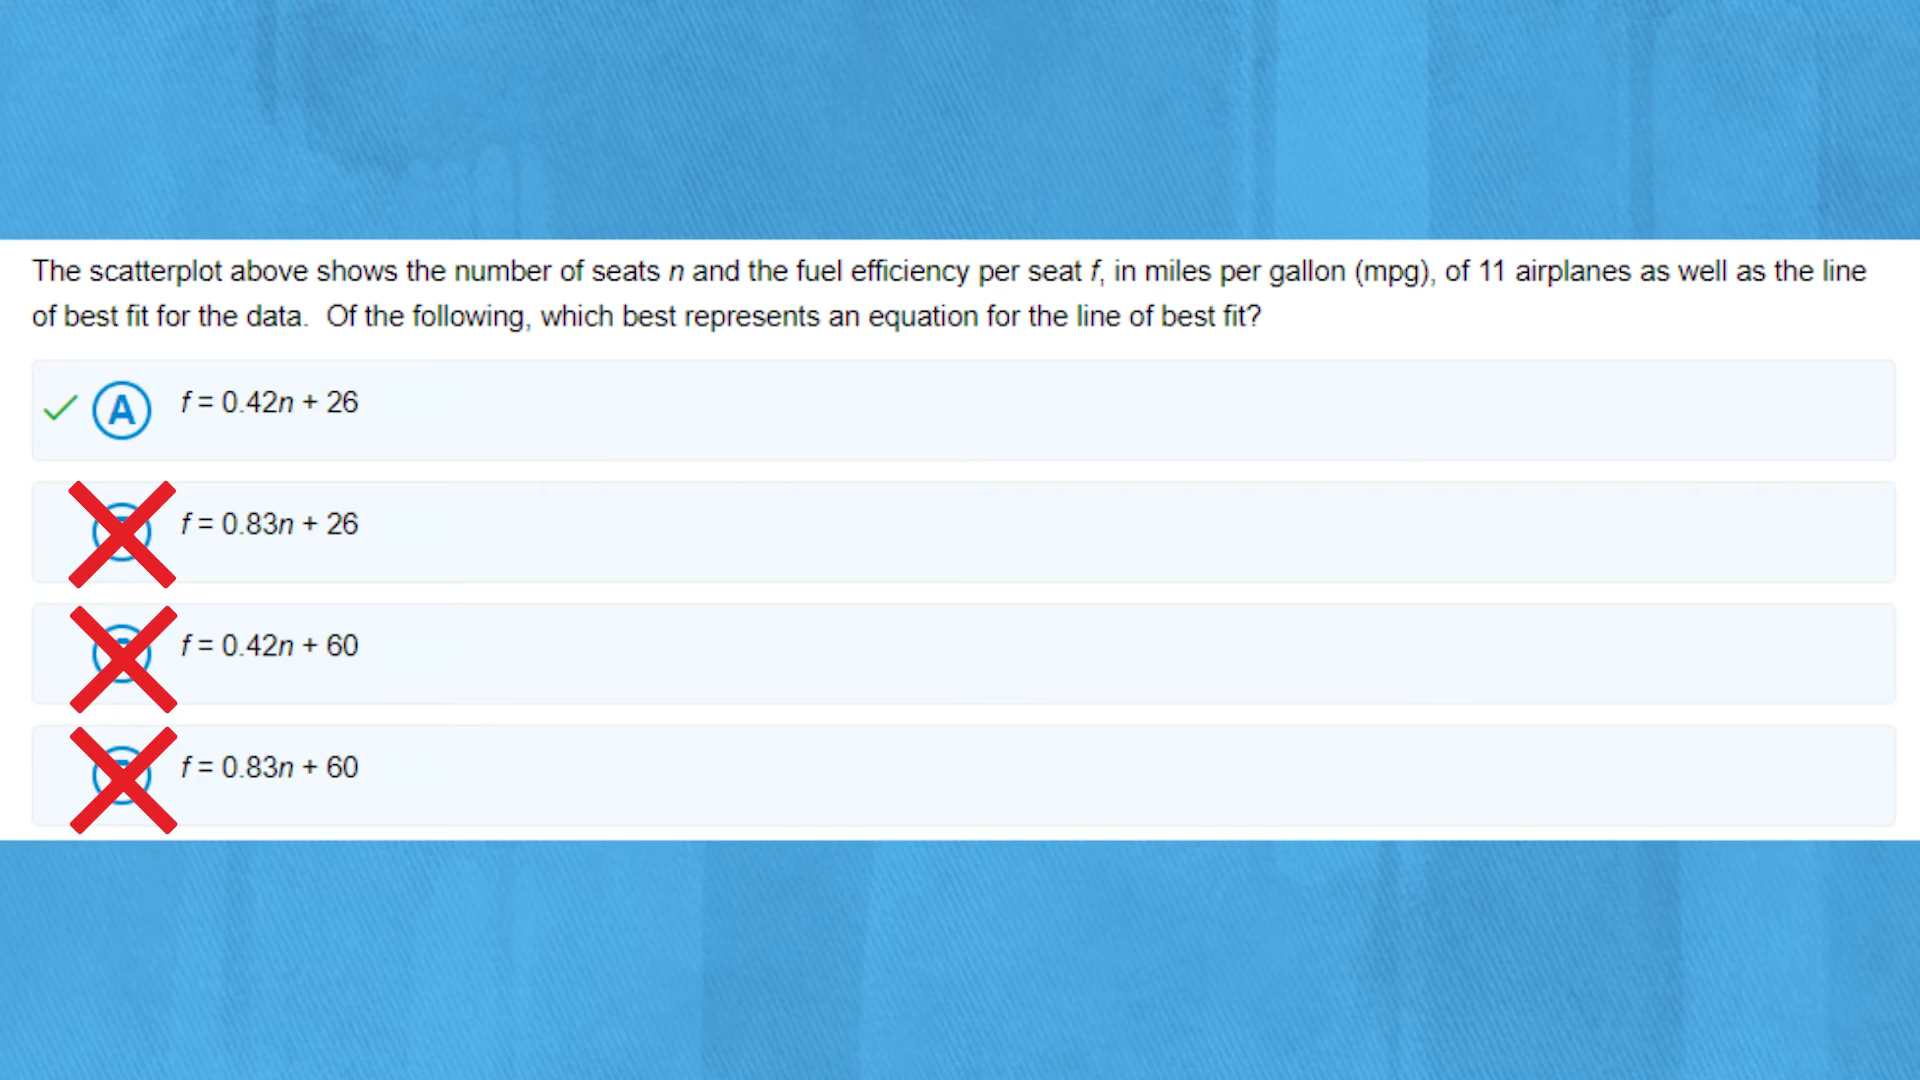 The scatterplot above shows the number of seats n and the fuel efficiency per seat f, in miles per gallon (mpg), of 11 airplanes as well as the line
of best fit for the data. Of the following, which best represents an equation for the line of best fit?
A f = 0.42n + 26
f = 0.83n + 26
f = 0.42n + 60
f = 0.83n + 60